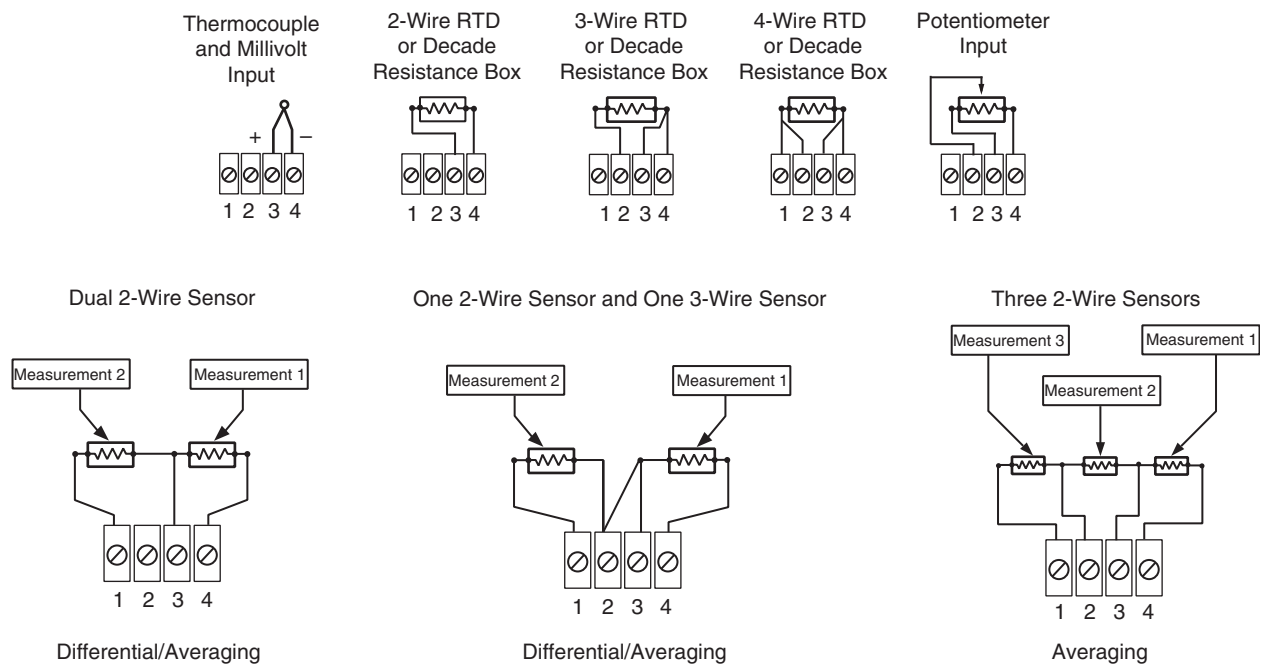 Thermocouple
and Millivolt
Input
+ −
1 2 3 4
2-Wire RTD
or Decade
Resistance Box
1 2 3 4
3-Wire RTD
or Decade
Resistance Box
1 2 3 4
4-Wire RTD
or Decade
Resistance Box
1 2 3 4
Potentiometer
Input
1 2 3 4
Dual 2-Wire Sensor
Measurement 2
Measurement 1
1 2 3 4
Differential/Averaging
One 2-Wire Sensor and One 3-Wire Sensor
Measurement 2
Measurement 1
1 2 3 4
Differential/Averaging
Three 2-Wire Sensors
Measurement 3
Measurement 1
Measurement 2
1 2 3 4
Averaging